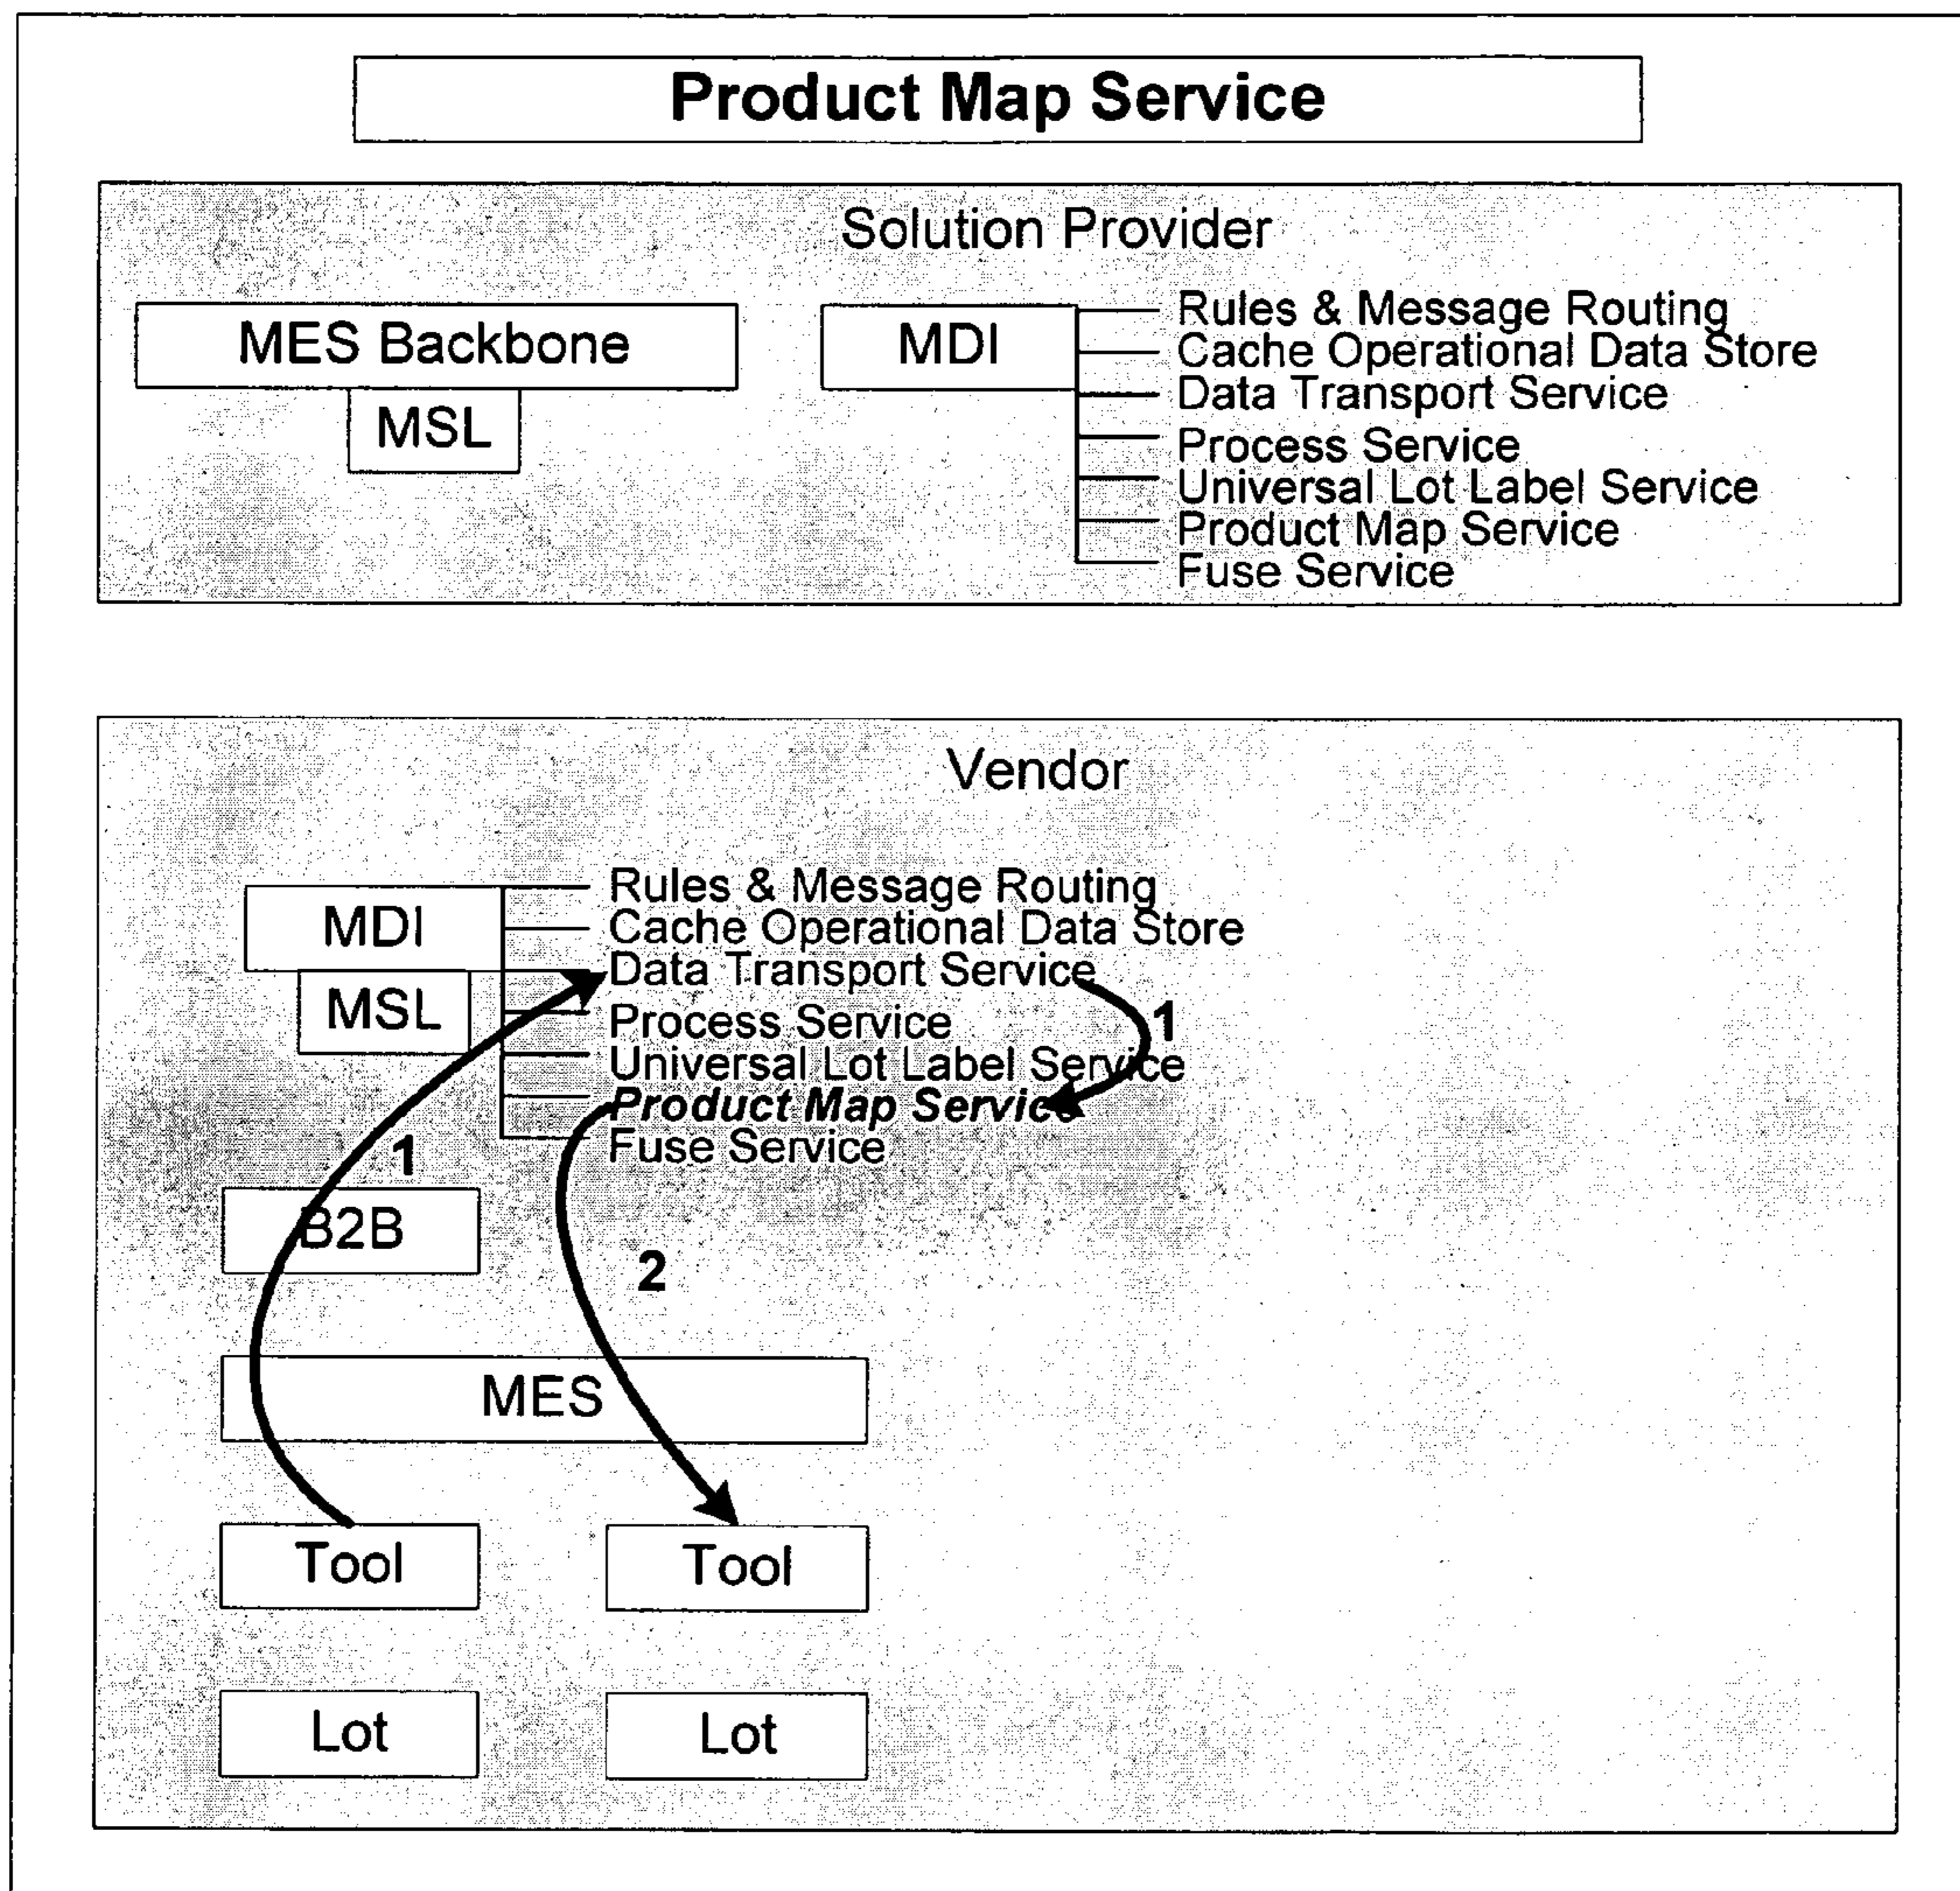 Product Map Service
Solution Provider
MES Backbone
MSL
MDI
Rules & Message Routing
Cache Operational Data Store
Data Transport Service
Process Service
Universal Lot Label Service
Product Map Service
Fuse Service
Vendor
MDI
MSL
Rules & Message Routing
Cache Operational Data Store
Data Transport Service
Process Service
1
Universal Lot Label Service
Product Map Service
Fuse Service
1
B2B
2
MES
Tool
Tool
Lot
Lot